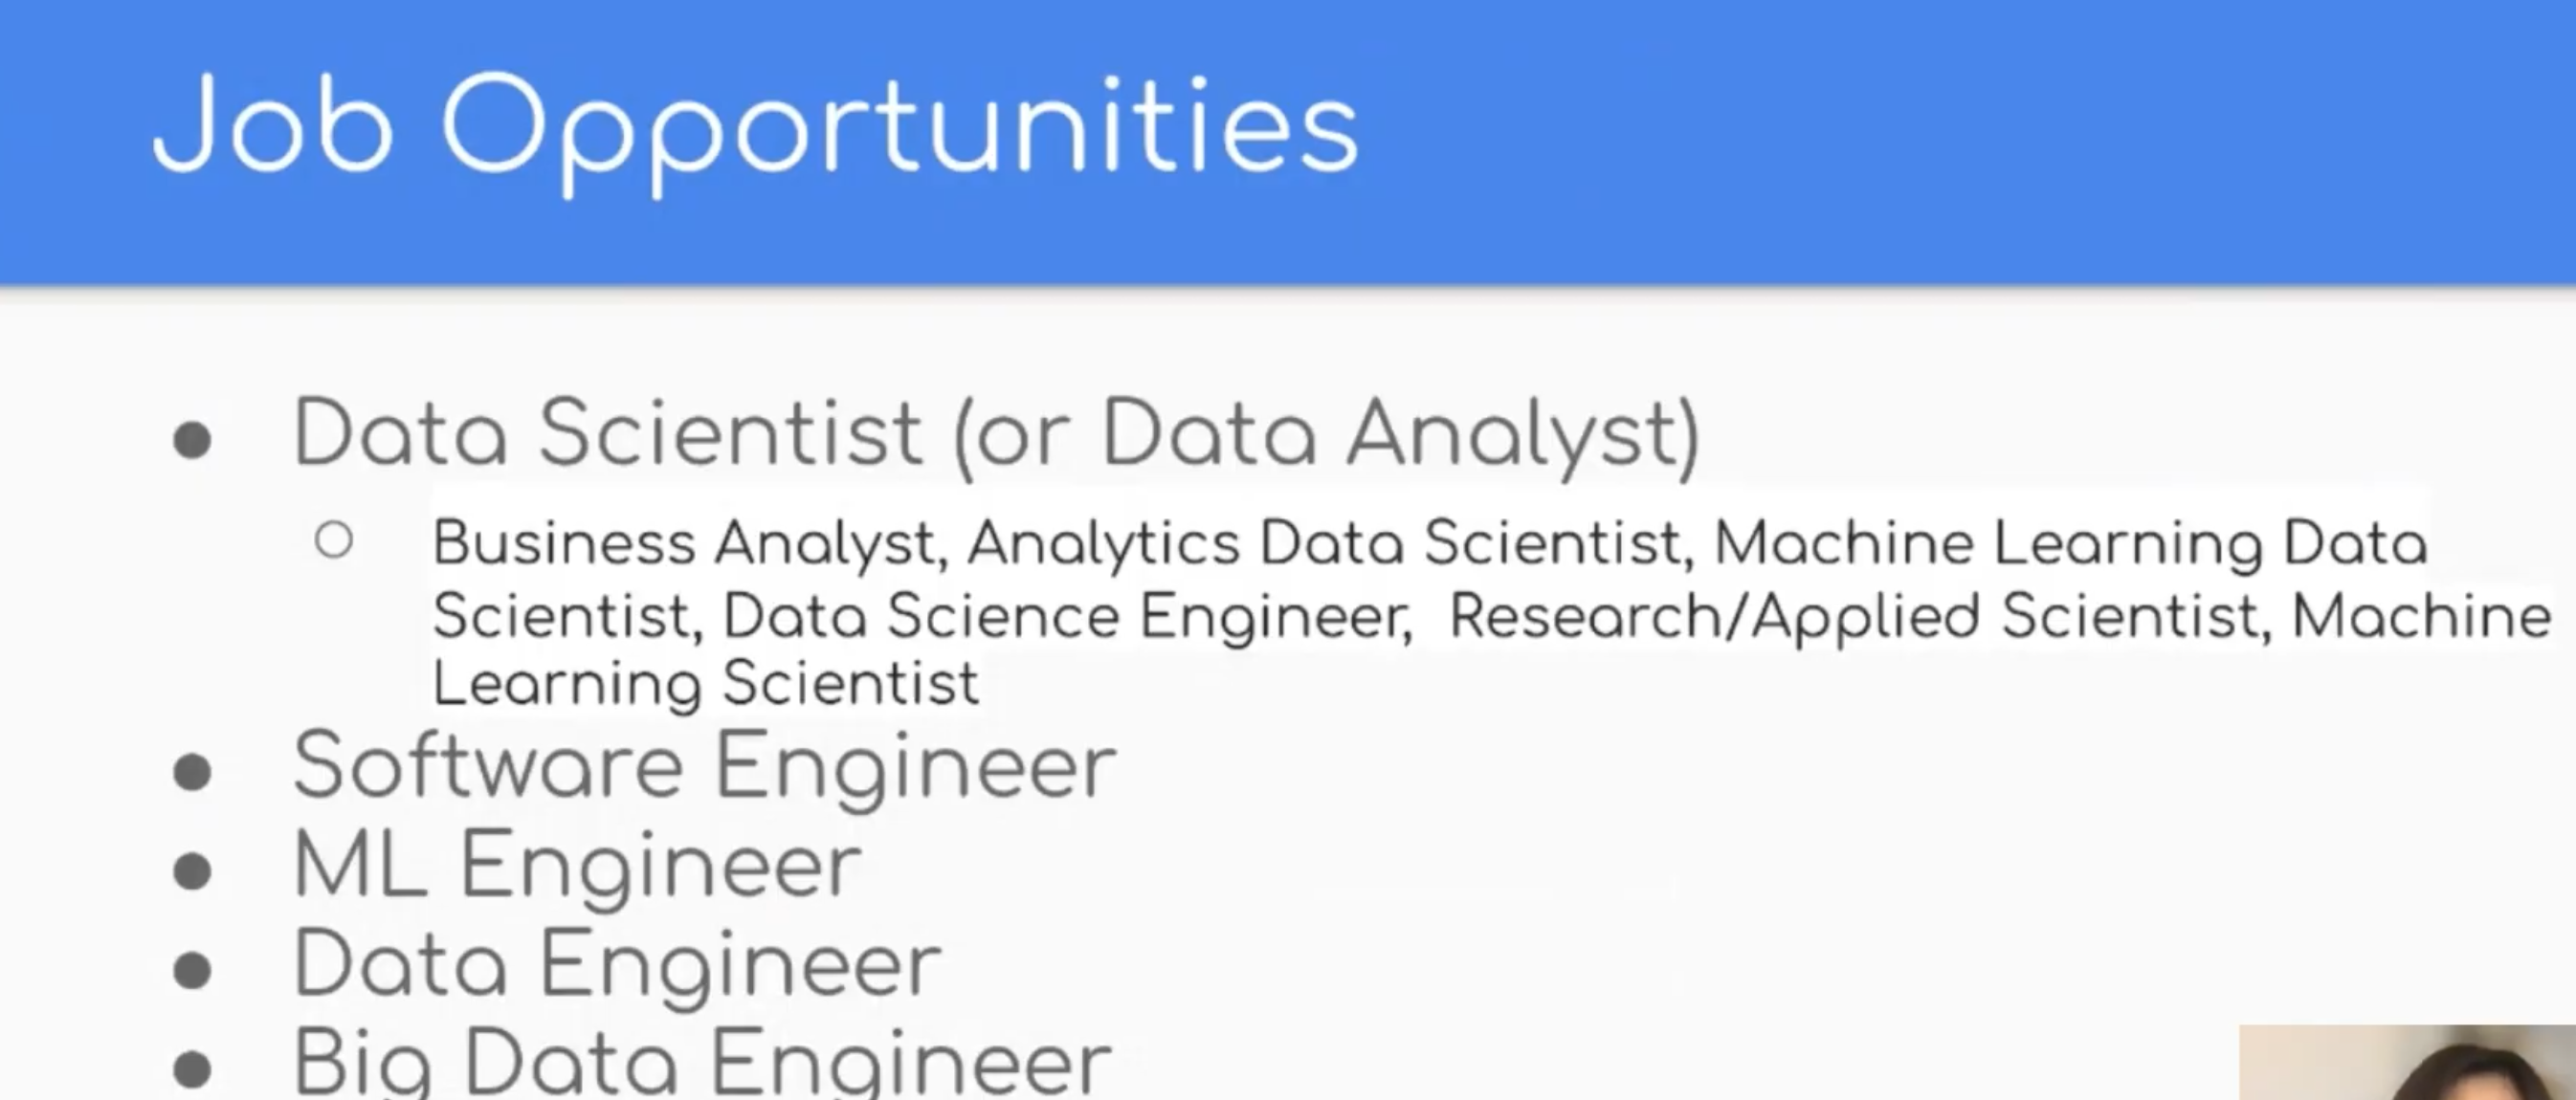 Job Opportunities
● Data Scientist (or Data Analyst)
○ Business Analyst, Analytics Data Scientist, Machine Learning Data
Scientist, Data Science Engineer,  Research/Applied Scientist, Machine
Learning Scientist
● Software Engineer
● ML Engineer
● Data Engineer
● Big Data Engineer